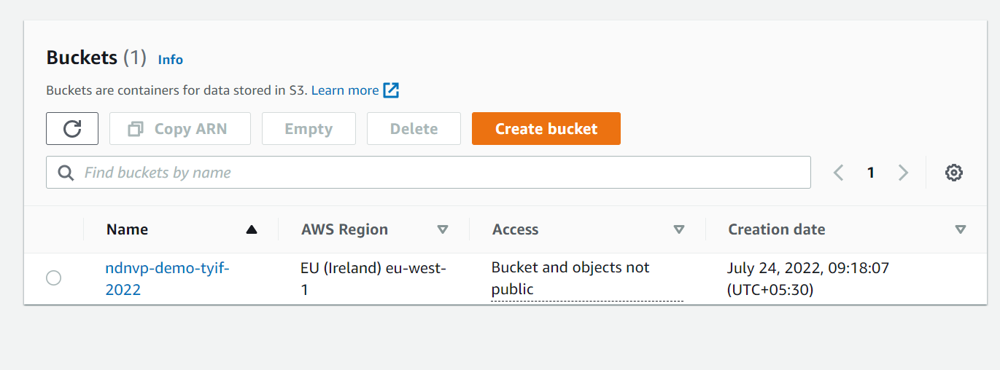 Buckets (1) Info
Buckets are containers for data stored in S3. Learn more
Copy ARN Empty Delete Create bucket
Find buckets by name 1
Name AWS Region Access Creation date
ndnvp-demo-tyif- EU (Ireland) eu-west- Bucket and objects not July 24, 2022, 09:18:07
2022 1 public (UTC+05:30)